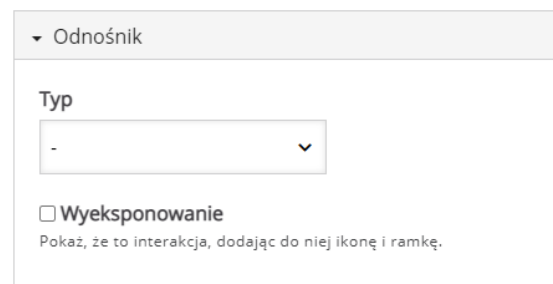 Odnośnik
Typ
-
Wyeksponowanie
Pokaż, że to interakcja, dodając do niej ikonę i ramkę.